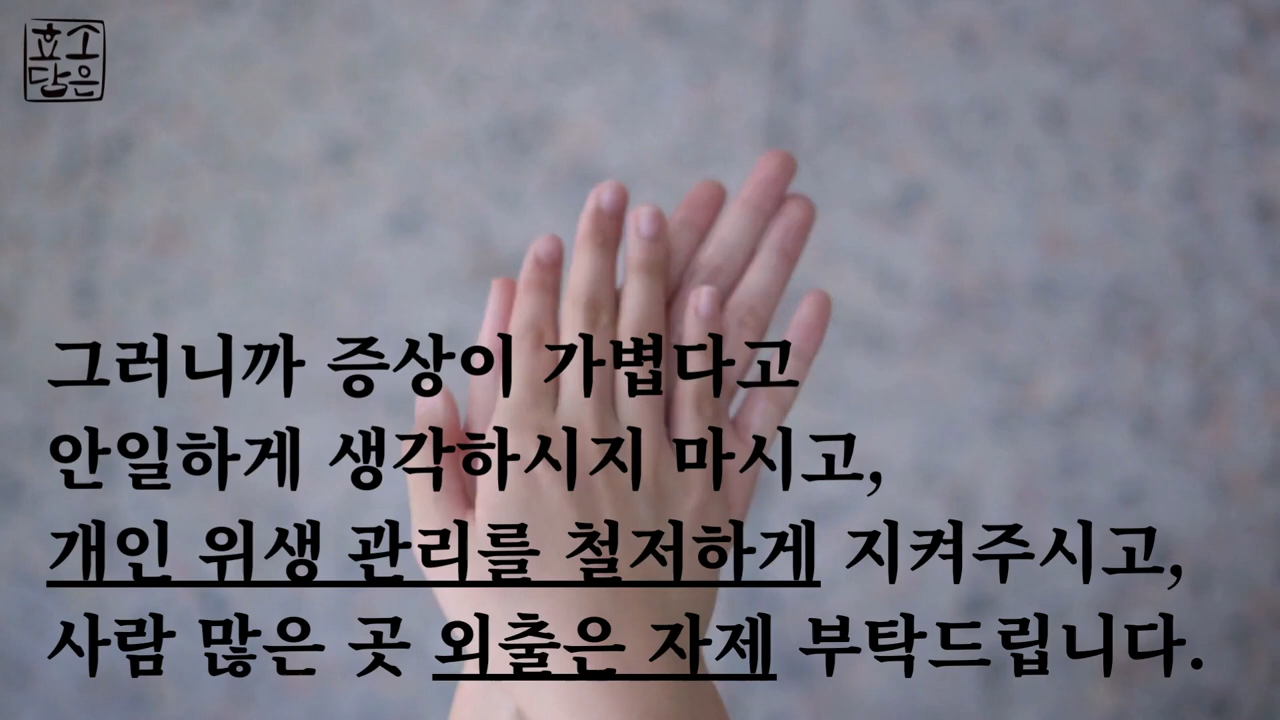 효소
담은
그러니까 증상이 가볍다고
안일하게 생각하시지 마시고,
개인 위생 관리를 철저하게 지켜주시고,
사람 많은 곳 외출은 자제 부탁드립니다.